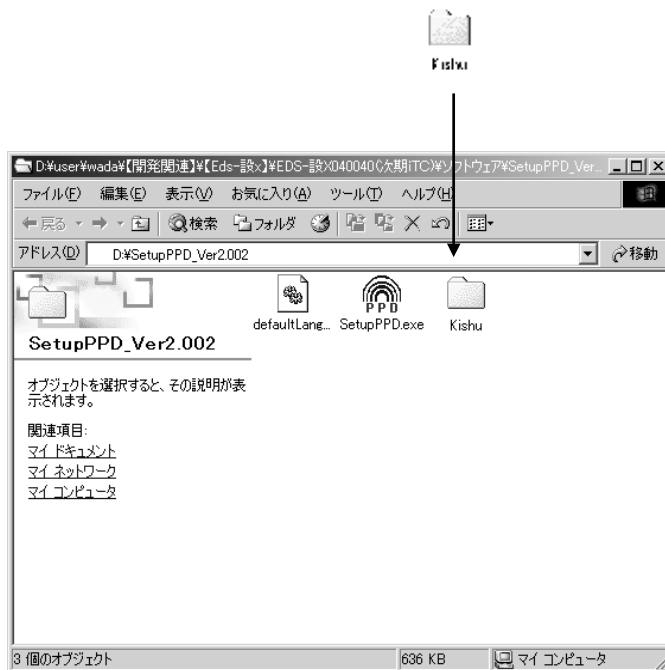 Kishu
D:¥user¥wada¥【開発関連】¥【Eds-設x】¥EDS-設X040040(次期iTC)¥ソフトウェア¥SetupPPD_Ver...
ファイル(F) 編集(E) 表示(V) お気に入り(A) ツール(T) ヘルプ(H)
戻る 検索 フォルダ
アドレス(D) D:¥SetupPPD_Ver2.002 移動
PPD
defaultLang... SetupPPD.exe Kishu
SetupPPD_Ver2.002
オブジェクトを選択すると、その説明が表
示されます。
関連項目:
マイ ドキュメント
マイ ネットワーク
マイ コンピュータ
3 個のオブジェクト 636 KB マイ コンピュータ